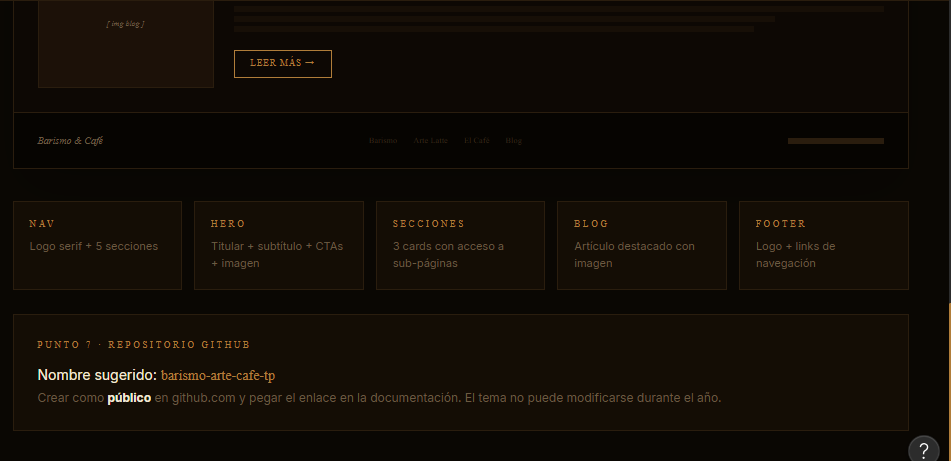 [ img blog ]
LEER MÁS →
Barismo & Café
Barismo Arte Latte El Café Blog
NAV
Logo serif + 5 secciones
HERO
Titular + subtítulo + CTAs
+ imagen
SECCIONES
3 cards con acceso a
sub-páginas
BLOG
Artículo destacado con
imagen
FOOTER
Logo + links de
navegación
PUNTO 7 · REPOSITORIO GITHUB
Nombre sugerido: barismo-arte-cafe-tp
Crear como público en github.com y pegar el enlace en la documentación. El tema no puede modificarse durante el año.
?